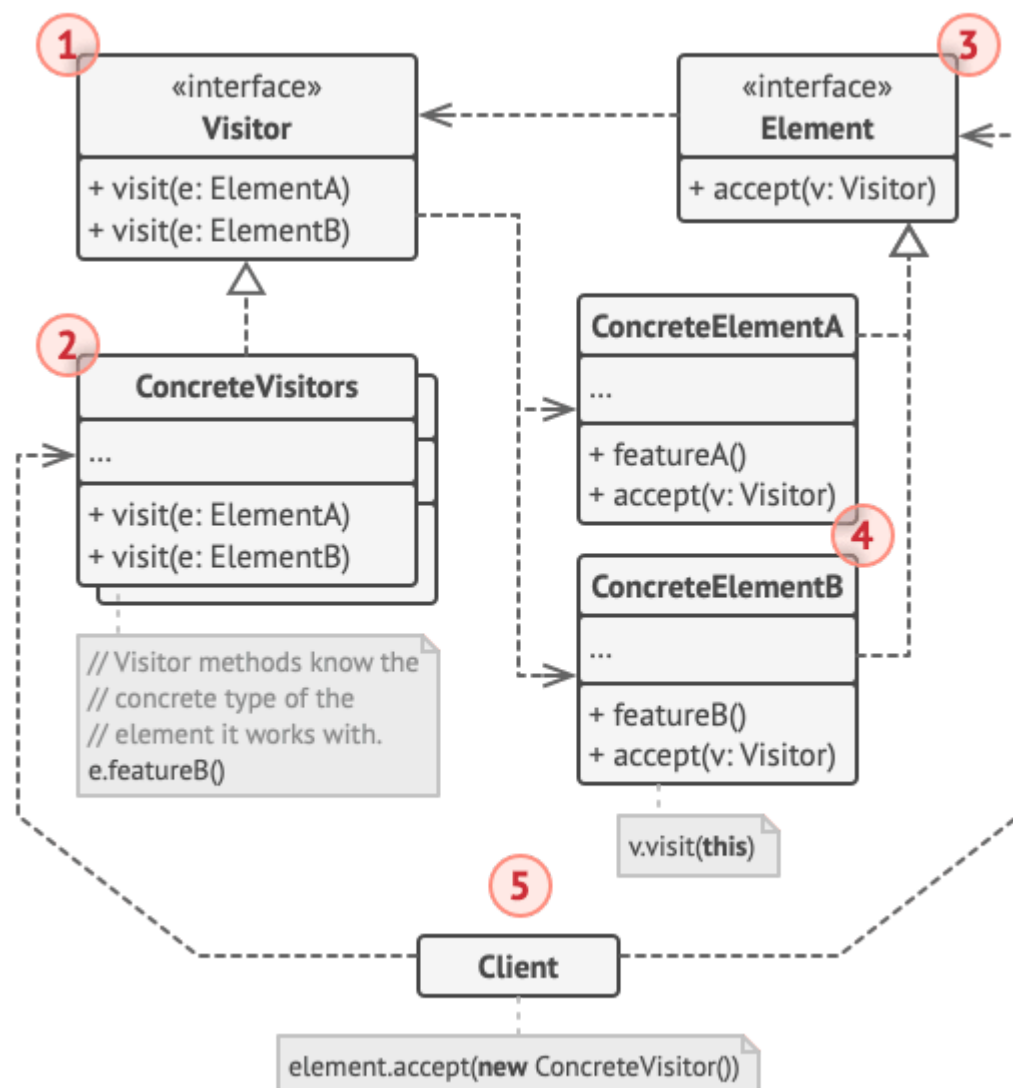 1
«interface»
Visitor
+ visit(e: ElementA)
+ visit(e: ElementB)
3
«interface»
Element
+ accept(v: Visitor)
2
ConcreteVisitors
...
+ visit(e: ElementA)
+ visit(e: ElementB)
// Visitor methods know the
// concrete type of the
// element it works with.
e.featureB()
ConcreteElementA
...
+ featureA()
+ accept(v: Visitor)
4
ConcreteElementB
...
+ featureB()
+ accept(v: Visitor)
v.visit(this)
5
Client
element.accept(new ConcreteVisitor())